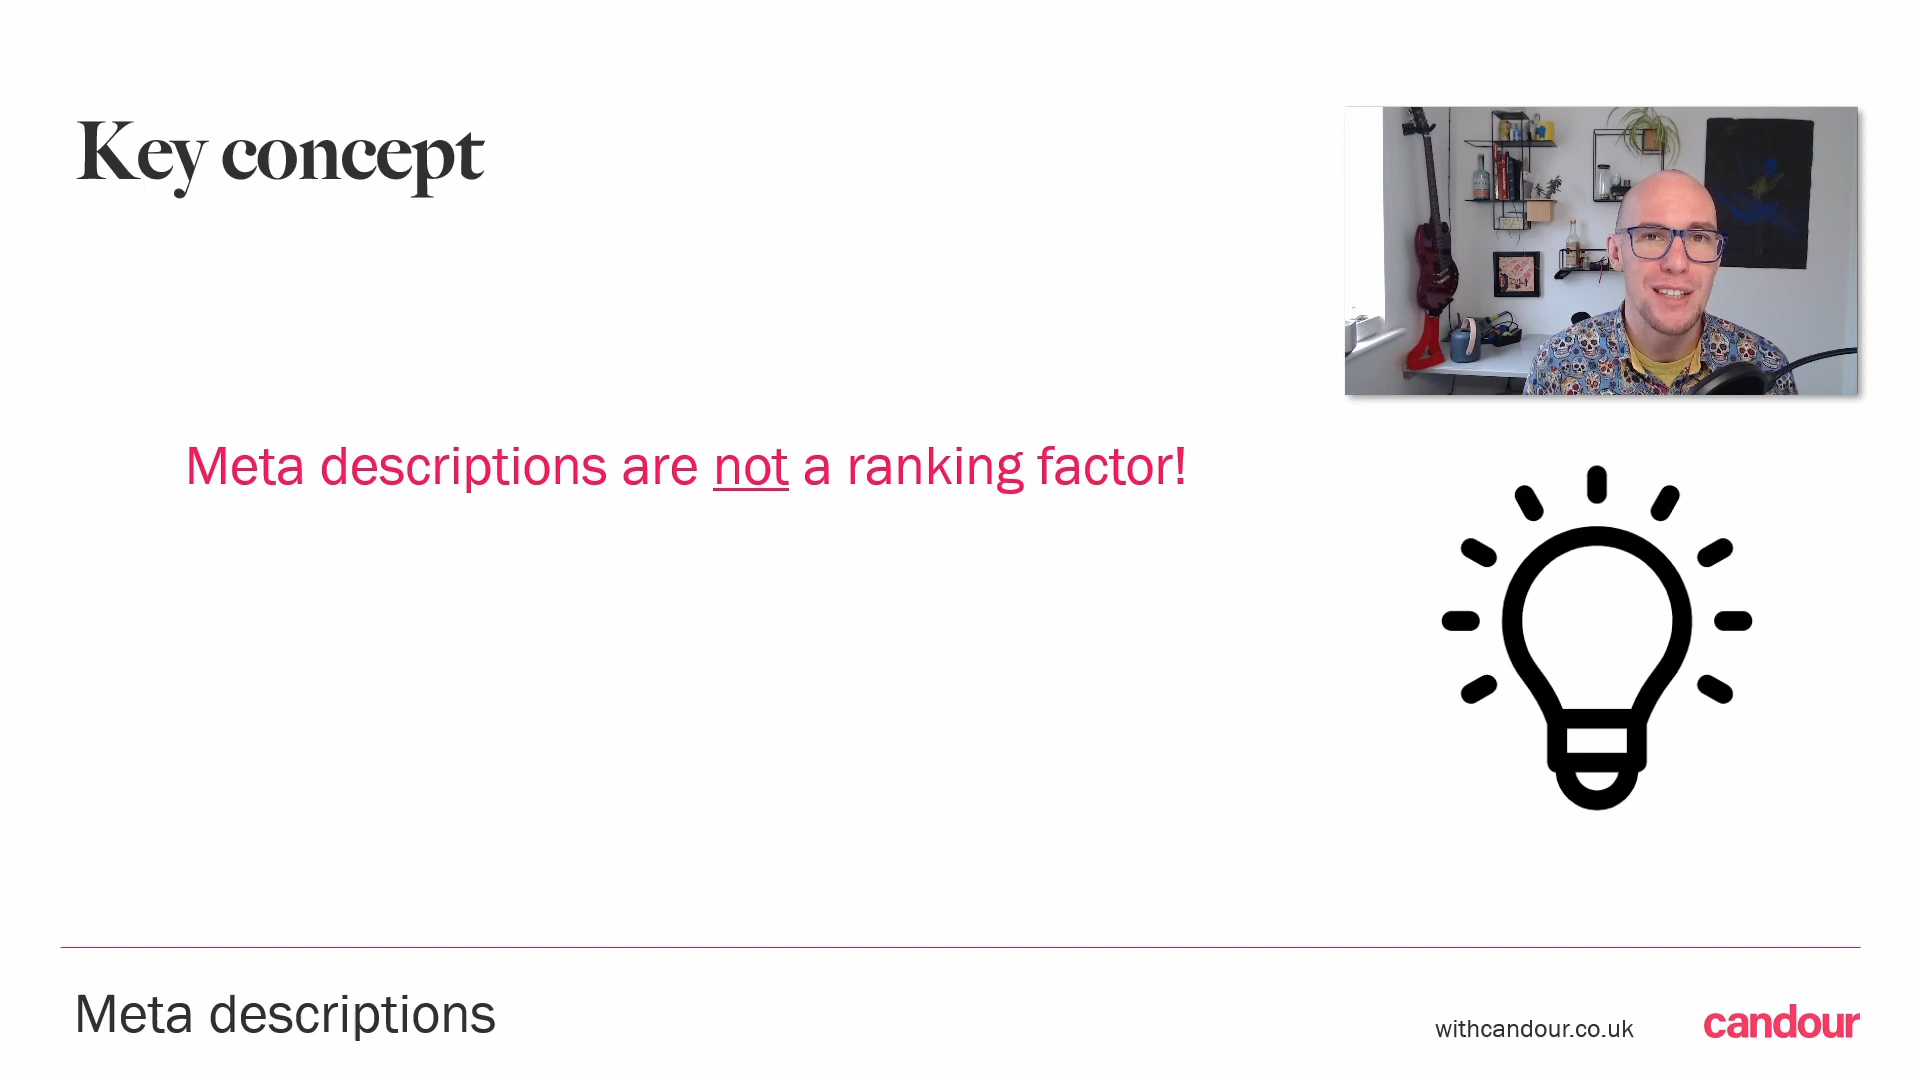 Key concept
Meta descriptions are not a ranking factor!
Meta descriptions
withcandour.co.uk
candour